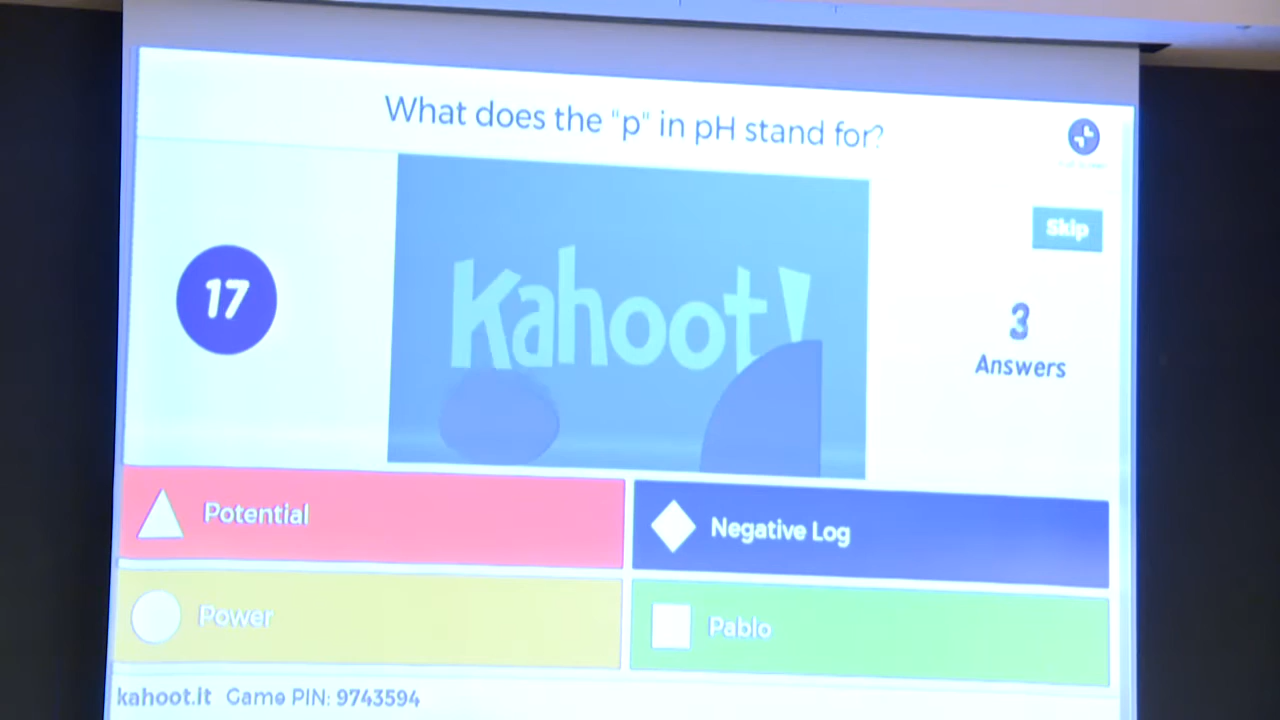 What does the "p" in pH stand for?
Skip
17
Kahoot!
3
Answers
Potential
Negative Log
Power
Pablo
kahoot.it Game PIN: 9743594